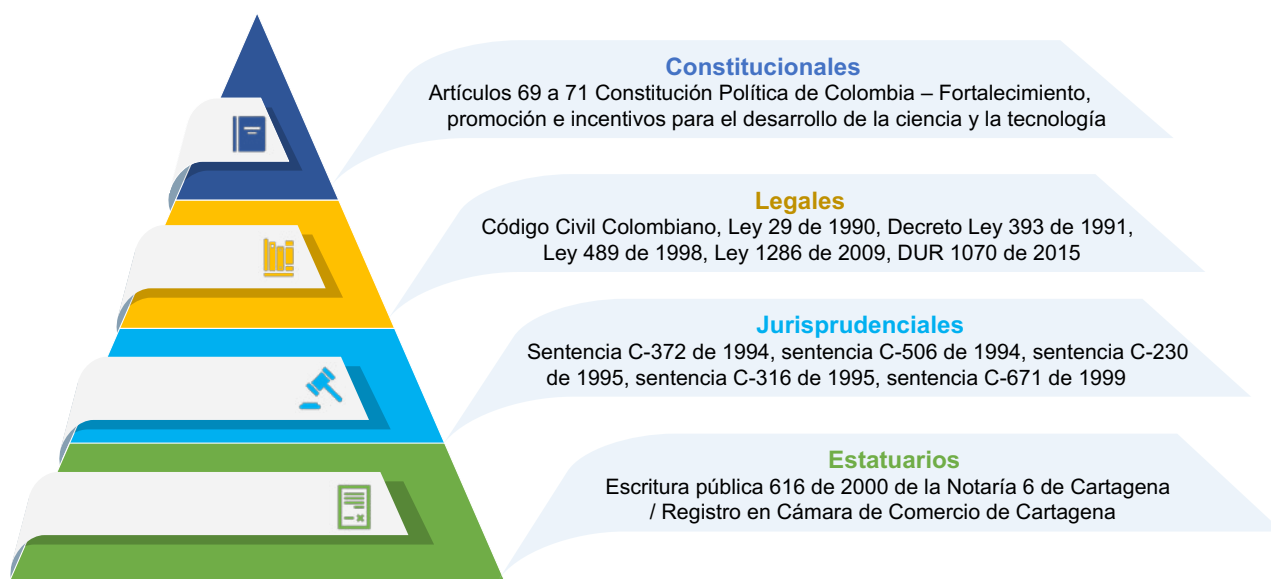 Constitucionales
Artículos 69 a 71 Constitución Política de Colombia – Fortalecimiento,
promoción e incentivos para el desarrollo de la ciencia y la tecnología
Legales
Código Civil Colombiano, Ley 29 de 1990, Decreto Ley 393 de 1991,
Ley 489 de 1998, Ley 1286 de 2009, DUR 1070 de 2015
Jurisprudenciales
Sentencia C-372 de 1994, sentencia C-506 de 1994, sentencia C-230
de 1995, sentencia C-316 de 1995, sentencia C-671 de 1999
Estatuarios
Escritura pública 616 de 2000 de la Notaría 6 de Cartagena
/ Registro en Cámara de Comercio de Cartagena